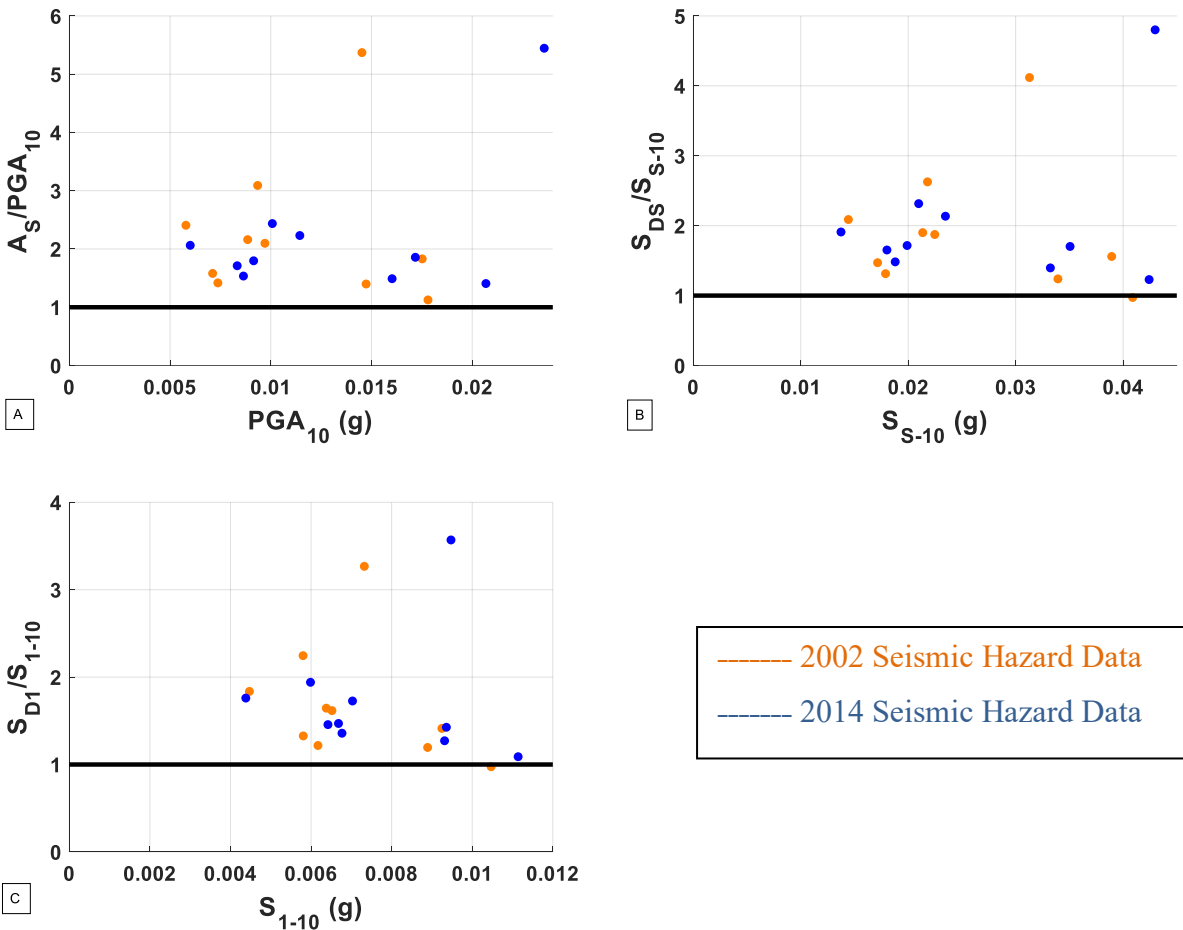 6
5
4
3
2
1
0
A_S/PGA_10
0 0.005 0.01 0.015 0.02
PGA_10 (g)
A
5
4
3
2
1
0
S_DS/S_S-10
0 0.01 0.02 0.03 0.04
S_S-10 (g)
B
4
3
2
1
0
S_D1/S_1-10
0 0.002 0.004 0.006 0.008 0.01 0.012
S_1-10 (g)
C
------- 2002 Seismic Hazard Data
------- 2014 Seismic Hazard Data